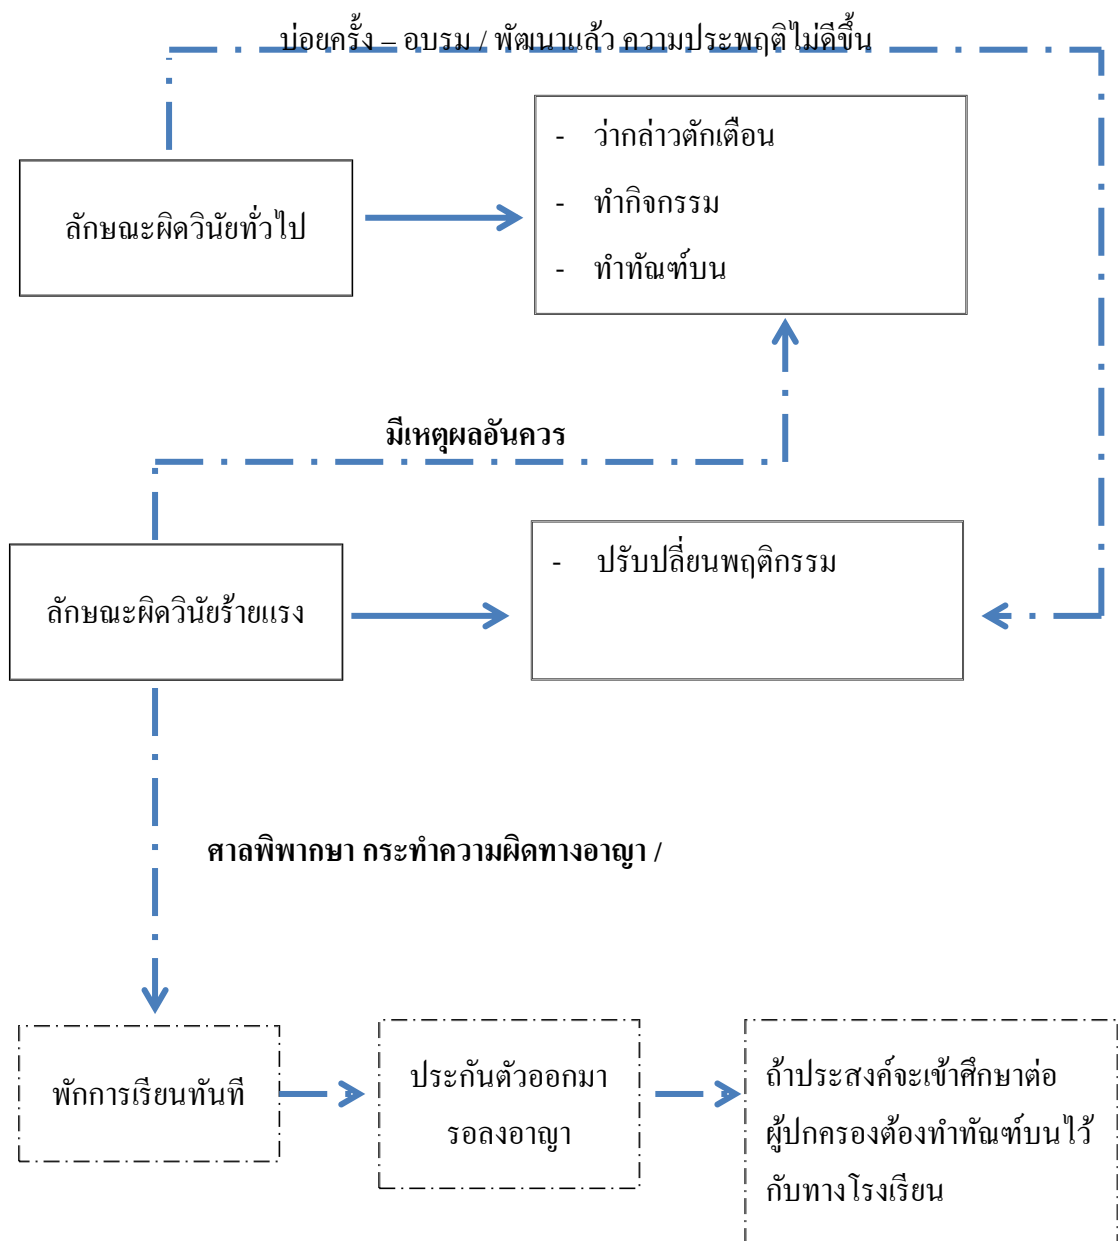 บ่อยครั้ง – อบรม / พัฒนาแล้ว ความประพฤติไม่ดีขึ้น
- ว่ากล่าวตักเตือน
- ทำกิจกรรม
- ทำทัณฑ์บน
ลักษณะผิดวินัยทั่วไป
มีเหตุผลอันควร
- ปรับปลี่ยนพฤติกรรม
ลักษณะผิดวินัยร้ายแรง
ศาลพิพากษา กระทำความผิดทางอาญา /
พักการเรียนทันที
ประกันตัวออกมา
รอลงอาญา
ถ้าประสงค์จะเข้าศึกษาต่อ
ผู้ปกครองต้องทำทัณฑ์บนไว้
กับทางโรงเรียน